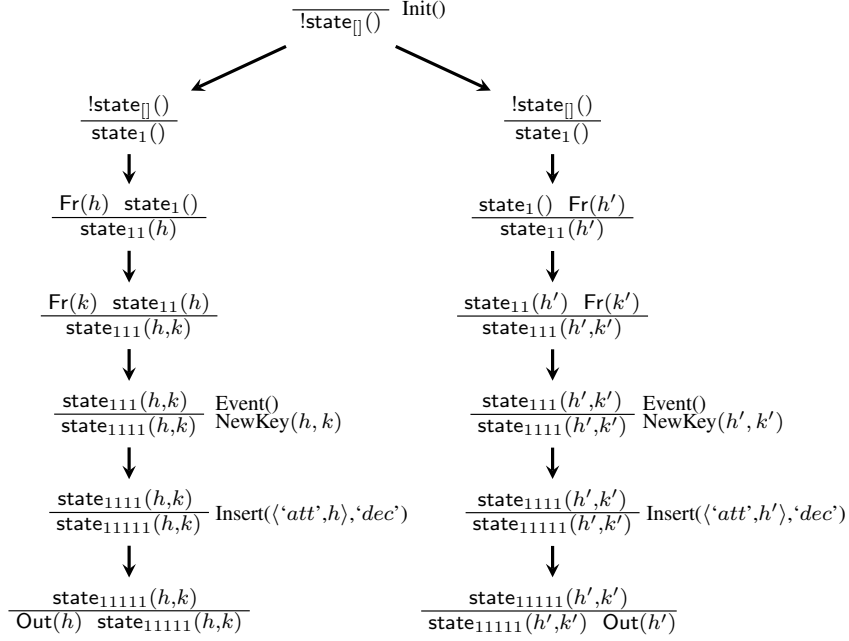 !state[]() Init()
!state[]() !state[]()
state₁() state₁()
Fr(h) state₁() state₁() Fr(h′)
state₁₁(h) state₁₁(h′)
Fr(k) state₁₁(h) state₁₁(h′) Fr(k′)
state₁₁₁(h,k) state₁₁₁(h′,k′)
state₁₁₁(h,k) Event() state₁₁₁(h′,k′) Event()
state₁₁₁₁(h,k) NewKey(h, k) state₁₁₁₁(h′,k′) NewKey(h′, k′)
state₁₁₁₁(h,k) state₁₁₁₁(h′,k′)
state₁₁₁₁₁(h,k) Insert(⟨‘att’,h⟩,‘dec’) state₁₁₁₁₁(h′,k′) Insert(⟨‘att’,h′⟩,‘dec’)
state₁₁₁₁₁(h,k) state₁₁₁₁₁(h′,k′)
Out(h) state₁₁₁₁₁(h,k) state₁₁₁₁₁(h′,k′) Out(h′)